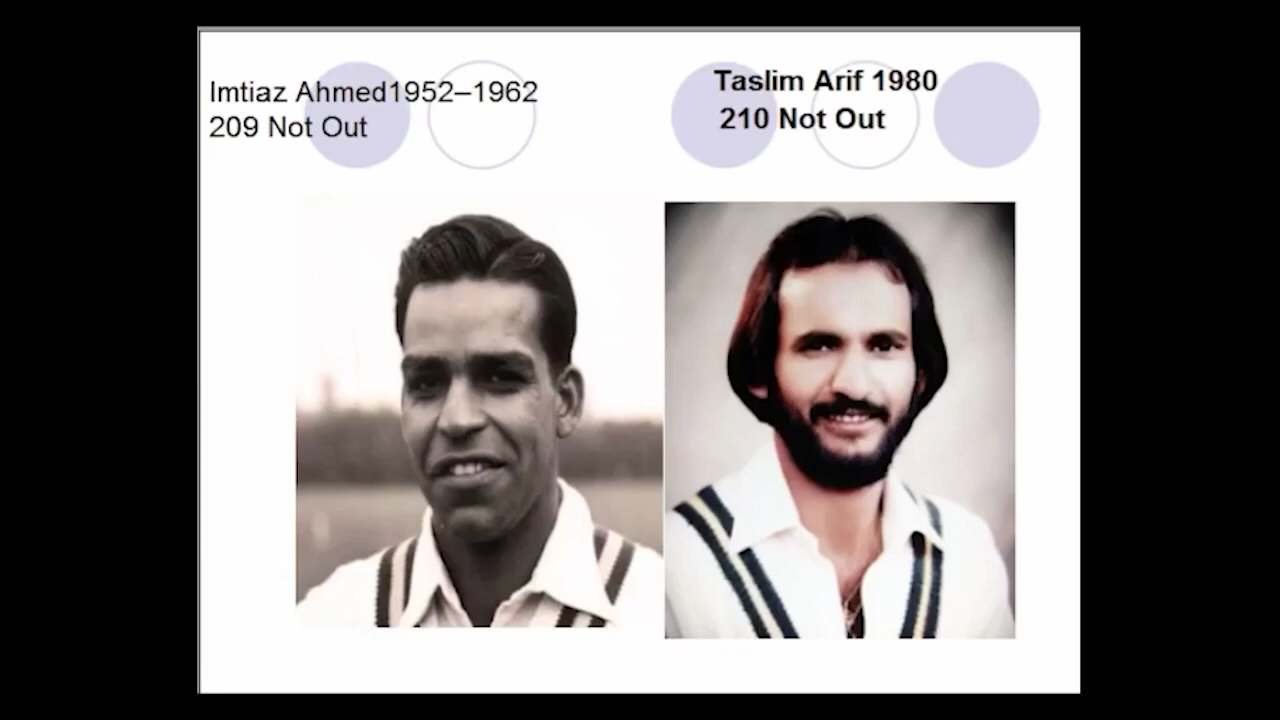 Imtiaz Ahmed1952–1962
209 Not Out
Taslim Arif 1980
210 Not Out